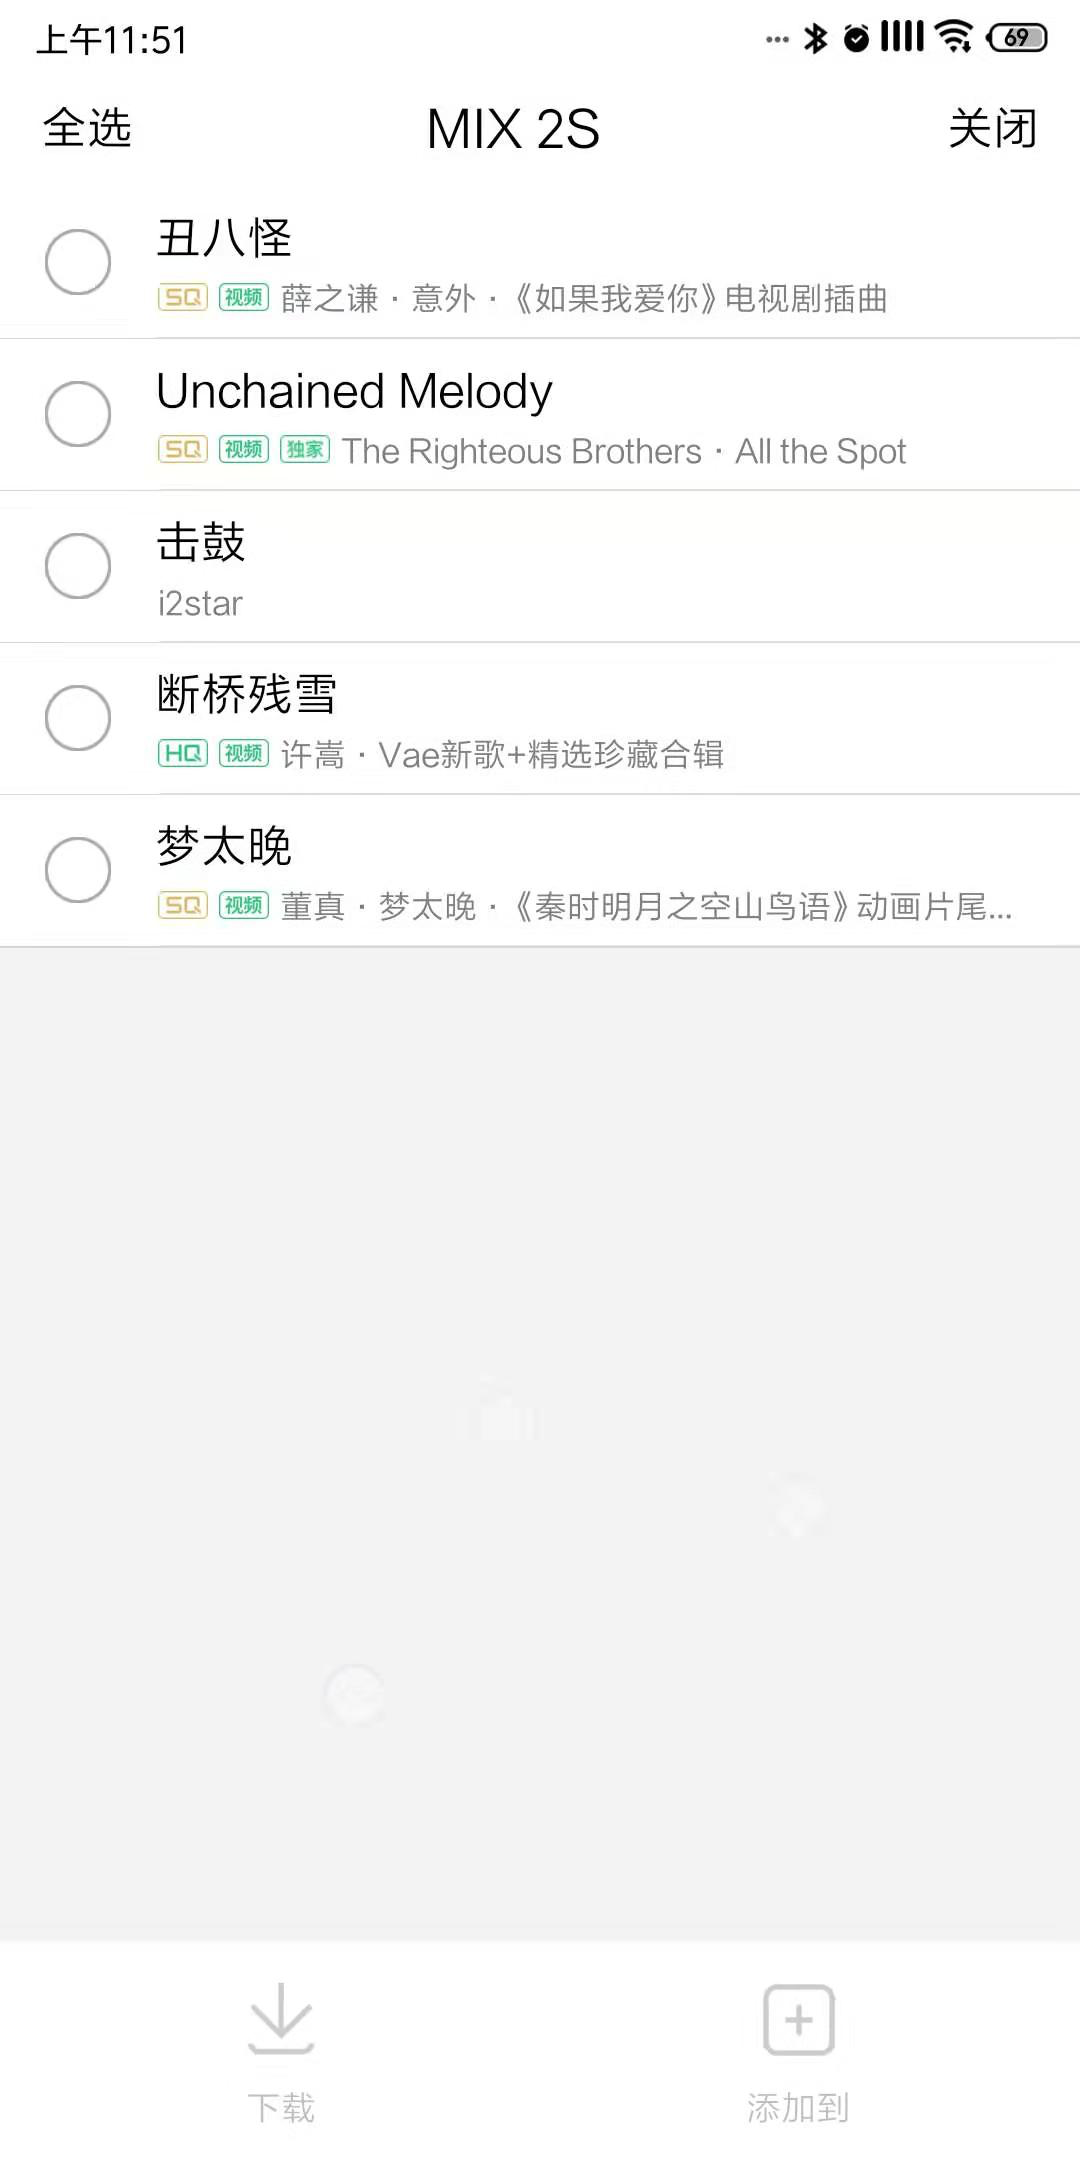 上午11:51
69
全选
MIX 2S
关闭
丑八怪
SQ 视频 薛之谦 · 意外 · 《如果我爱你》电视剧插曲
Unchained Melody
SQ 视频 独家 The Righteous Brothers · All the Spot
击鼓
i2star
断桥残雪
HQ 视频 许嵩 · Vae新歌+精选珍藏合辑
梦太晚
SQ 视频 董真 · 梦太晚 · 《秦时明月之空山鸟语》动画片尾...
下载
添加到